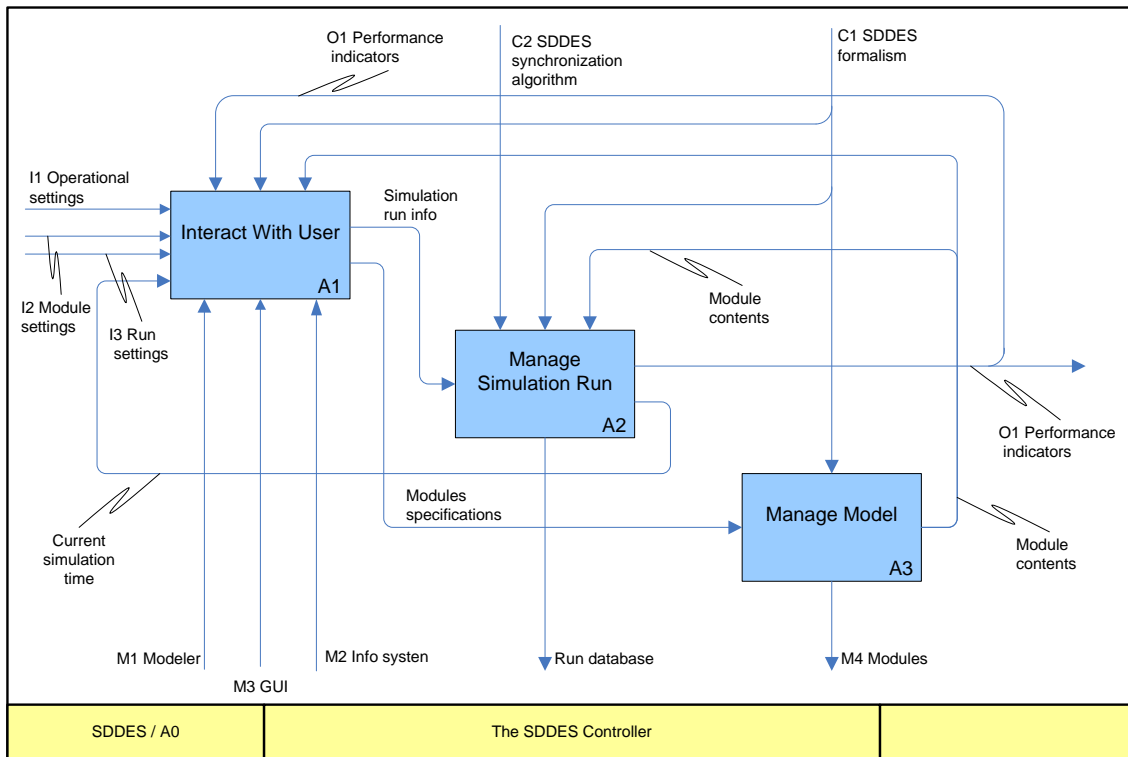 O1 Performance
indicators
C2 SDDES
synchronization
algorithm
C1 SDDES
formalism
I1 Operational
settings
Simulation
run info
Interact With User
A1
I2 Module
settings
I3 Run
settings
Module
contents
Manage
Simulation Run
A2
O1 Performance
indicators
Modules
specifications
Manage Model
A3
Current
simulation
time
Module
contents
M1 Modeler
M3 GUI
M2 Info systen
Run database
M4 Modules
SDDES / A0
The SDDES Controller